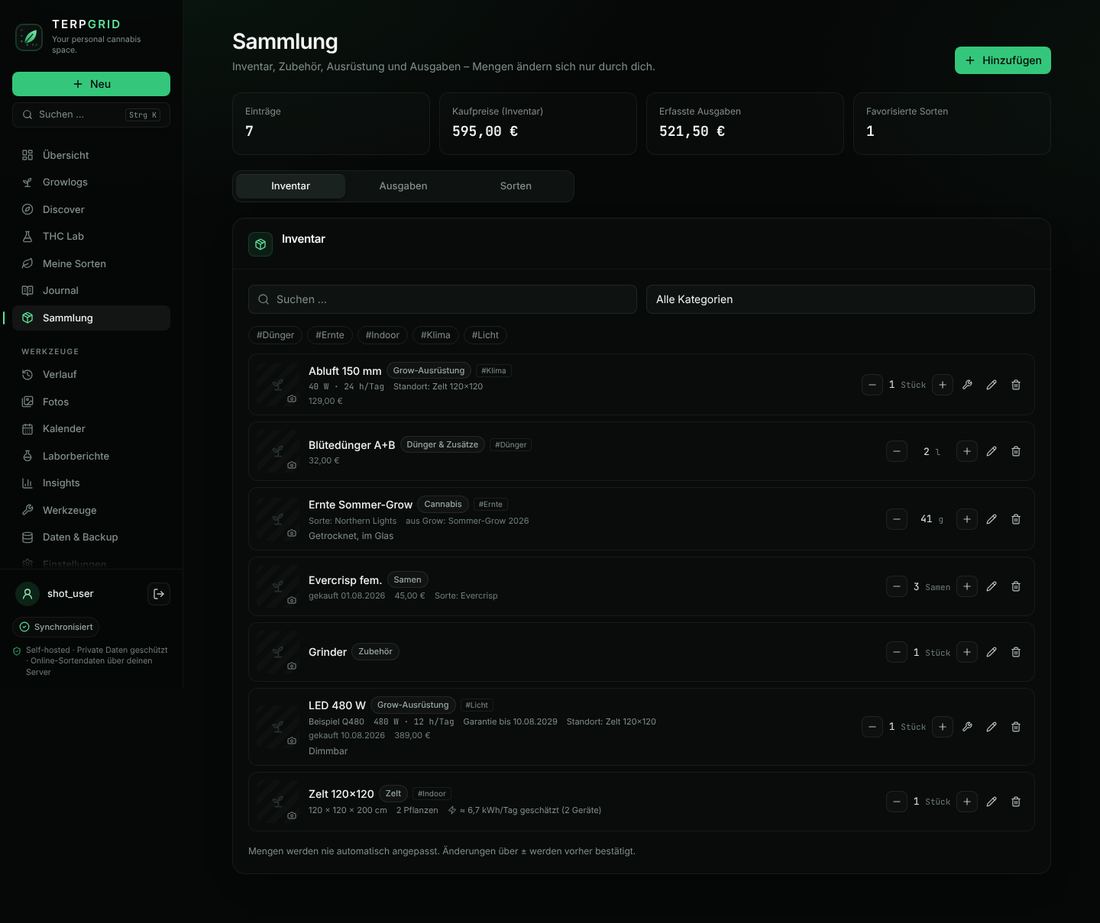 TERPGRID
Your personal cannabis
space.
Neu
Suchen ...
Strg K
Übersicht
Growlogs
Discover
THC Lab
Meine Sorten
Journal
Sammlung
WERKZEUGE
Verlauf
Fotos
Kalender
Laborberichte
Insights
Werkzeuge
Daten & Backup
Einstellungen
shot_user
Synchronisiert
Self-hosted · Private Daten geschützt
· Online-Sortendaten über deinen
Server
Sammlung
Inventar, Zubehör, Ausrüstung und Ausgaben – Mengen ändern sich nur durch dich.
Hinzufügen
Einträge
7
Kaufpreise (Inventar)
595,00 €
Erfasste Ausgaben
521,50 €
Favorisierte Sorten
1
Inventar
Ausgaben
Sorten
Inventar
Suchen ...
Alle Kategorien
#Dünger #Ernte #Indoor #Klima #Licht
Abluft 150 mm Grow-Ausrüstung #Klima
40 W · 24 h/Tag Standort: Zelt 120×120
129,00 €
1 Stück
Blütedünger A+B Dünger & Zusätze #Dünger
32,00 €
2 l
Ernte Sommer-Grow Cannabis #Ernte
Sorte: Northern Lights aus Grow: Sommer-Grow 2026
Getrocknet, im Glas
41 g
Evercrisp fem. Samen
gekauft 01.08.2026 45,00 € Sorte: Evercrisp
3 Samen
Grinder Zubehör
1 Stück
LED 480 W Grow-Ausrüstung #Licht
Beispiel Q480 480 W · 12 h/Tag Garantie bis 10.08.2029 Standort: Zelt 120×120
gekauft 10.08.2026 389,00 €
Dimmbar
1 Stück
Zelt 120×120 Zelt #Indoor
120 × 120 × 200 cm 2 Pflanzen ≈ 6,7 kWh/Tag geschätzt (2 Geräte)
1 Stück
Mengen werden nie automatisch angepasst. Änderungen über ± werden vorher bestätigt.